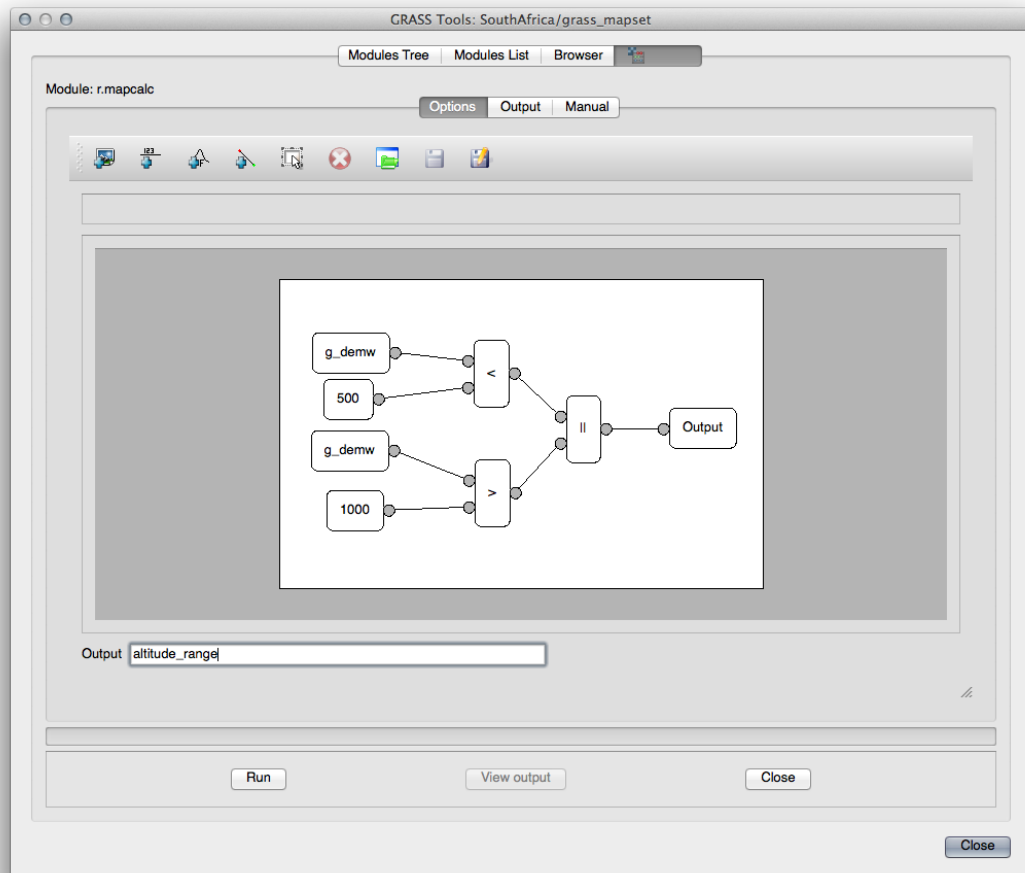 GRASS Tools: SouthAfrica/grass_mapset
Modules Tree Modules List Browser
Module: r.mapcalc
Options Output Manual
123
IF
g_demw
<
500
||
Output
g_demw
>
1000
Output altitude_range
Run View output Close
Close